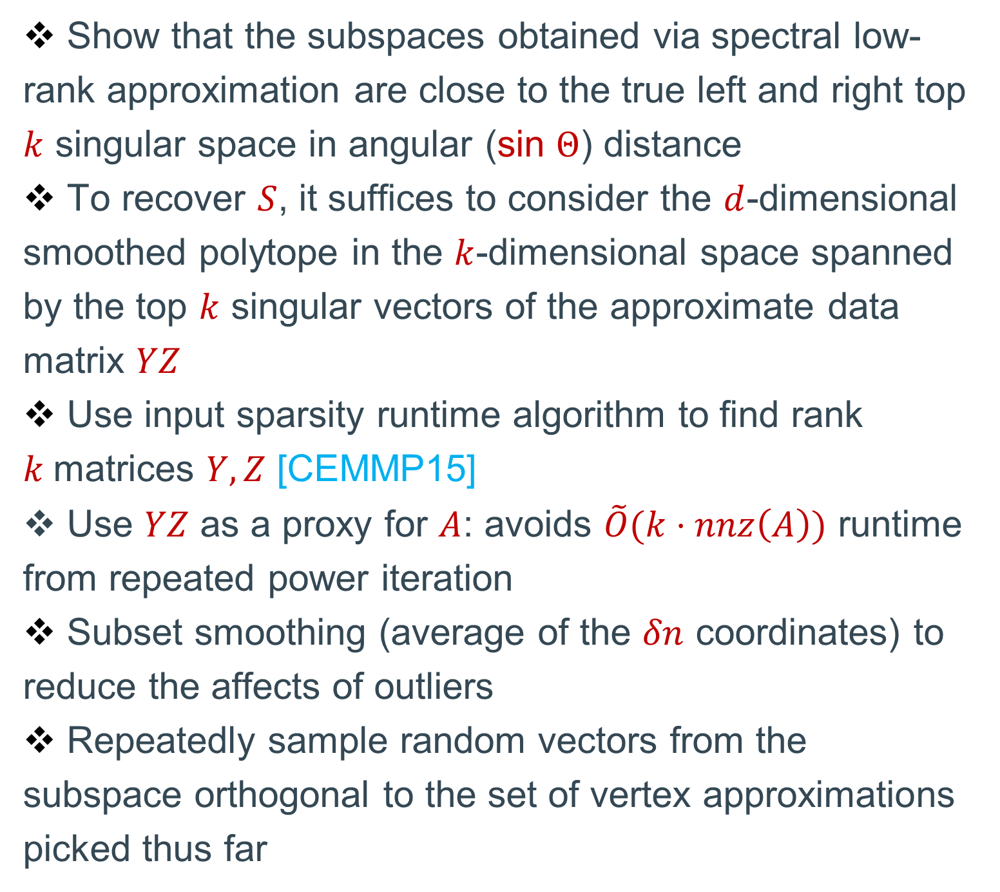 ❖ Show that the subspaces obtained via spectral low-
rank approximation are close to the true left and right top
k singular space in angular (sin Θ) distance
❖ To recover S, it suffices to consider the d-dimensional
smoothed polytope in the k-dimensional space spanned
by the top k singular vectors of the approximate data
matrix YZ
❖ Use input sparsity runtime algorithm to find rank
k matrices Y, Z [CEMMP15]
❖ Use YZ as a proxy for A: avoids Õ(k · nnz(A)) runtime
from repeated power iteration
❖ Subset smoothing (average of the δn coordinates) to
reduce the affects of outliers
❖ Repeatedly sample random vectors from the
subspace orthogonal to the set of vertex approximations
picked thus far